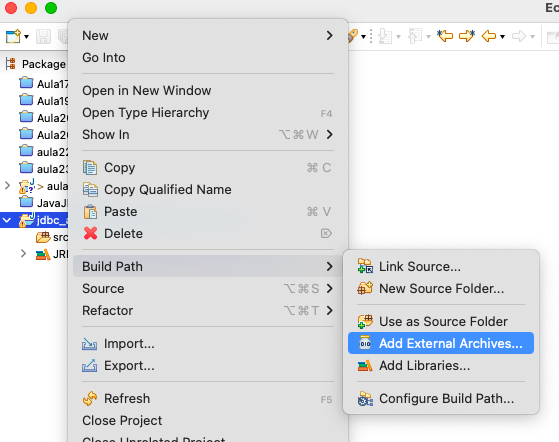 Ec
Package
Aula17
Aula19
Aula20
Aula20
aula22
aula23
> aula
JavaJD
jdbc_a
src
JRE
New
Go Into
Open in New Window
Open Type Hierarchy F4
Show In ⌥⌘W
Copy ⌘C
Copy Qualified Name
Paste ⌘V
Delete ⌦
Build Path
Source ⌥⌘S
Refactor ⌥⌘T
Import...
Export...
Refresh F5
Close Project
Close Unrelated Project
Link Source...
New Source Folder...
Use as Source Folder
Add External Archives...
Add Libraries...
Configure Build Path...